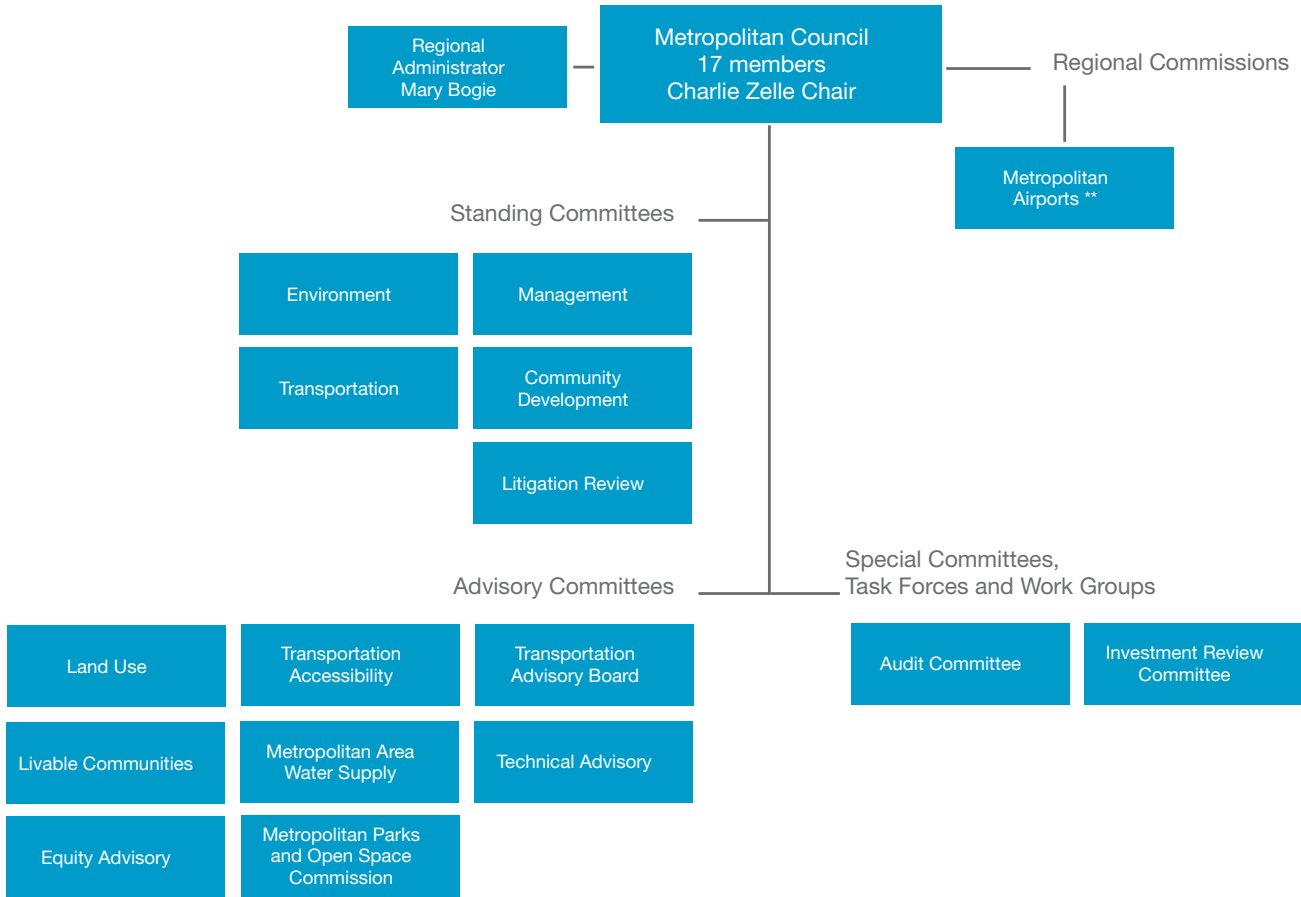 Regional
Administrator
Mary Bogie
Metropolitan Council
17 members
Charlie Zelle Chair
Regional Commissions
Metropolitan
Airports **
Standing Committees
Environment
Management
Transportation
Community
Development
Litigation Review
Advisory Committees
Special Committees,
Task Forces and Work Groups
Land Use
Transportation
Accessibility
Transportation
Advisory Board
Audit Committee
Investment Review
Committee
Livable Communities
Metropolitan Area
Water Supply
Technical Advisory
Equity Advisory
Metropolitan Parks
and Open Space
Commission